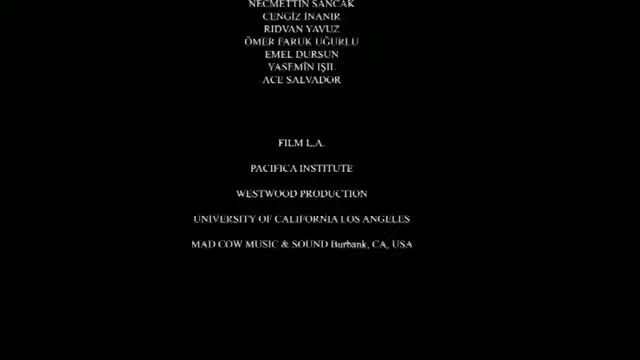 NECMETTİN SANCAK
CENGİZ İNANIR
RIDVAN YAVUZ
ÖMER FARUK UĞURLU
EMEL DURSUN
YASEMİN IŞIL
ACE SALVADOR
FILM L.A.
PACIFICA INSTITUTE
WESTWOOD PRODUCTION
UNIVERSITY OF CALIFORNIA LOS ANGELES
MAD COW MUSIC & SOUND Burbank, CA, USA